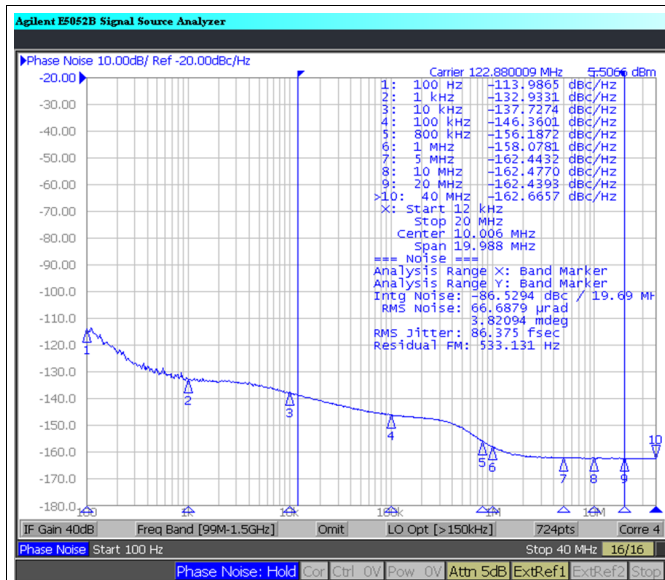 Agilent E5052B Signal Source Analyzer
Phase Noise 10.00dB/ Ref -20.00dBc/Hz
Carrier 122.880009 MHz 5.5066 dBm
-20.00
-30.00
-40.00
-50.00
-60.00
-70.00
-80.00
-90.00
-100.0
-110.0
-120.0
-130.0
-140.0
-150.0
-160.0
-170.0
-180.0
1: 100 Hz -113.9865 dBc/Hz
2: 1 kHz -132.9331 dBc/Hz
3: 10 kHz -137.7274 dBc/Hz
4: 100 kHz -146.3601 dBc/Hz
5: 800 kHz -156.1872 dBc/Hz
6: 1 MHz -158.0781 dBc/Hz
7: 5 MHz -162.4432 dBc/Hz
8: 10 MHz -162.4770 dBc/Hz
9: 20 MHz -162.4393 dBc/Hz
>10: 40 MHz -162.6657 dBc/Hz
X: Start 12 kHz
Stop 20 MHz
Center 10.006 MHz
Span 19.988 MHz
=== Noise ===
Analysis Range X: Band Marker
Analysis Range Y: Band Marker
Intg Noise: -86.5294 dBc / 19.69 MH
RMS Noise: 66.6879 µrad
3.82094 mdeg
RMS Jitter: 86.375 fsec
Residual FM: 533.131 Hz
1
2
3
4
5
6
7
8
9
10
100 1k 10k 100k 1M 10M
IF Gain 40dB Freq Band [99M-1.5GHz] Omit LO Opt [>150kHz] 724pts Corre 4
Phase Noise Start 100 Hz Stop 40 MHz 16/16
Phase Noise: Hold Cor Ctrl 0V Pow 0V Attn 5dB ExtRef1 ExtRef2 Stop